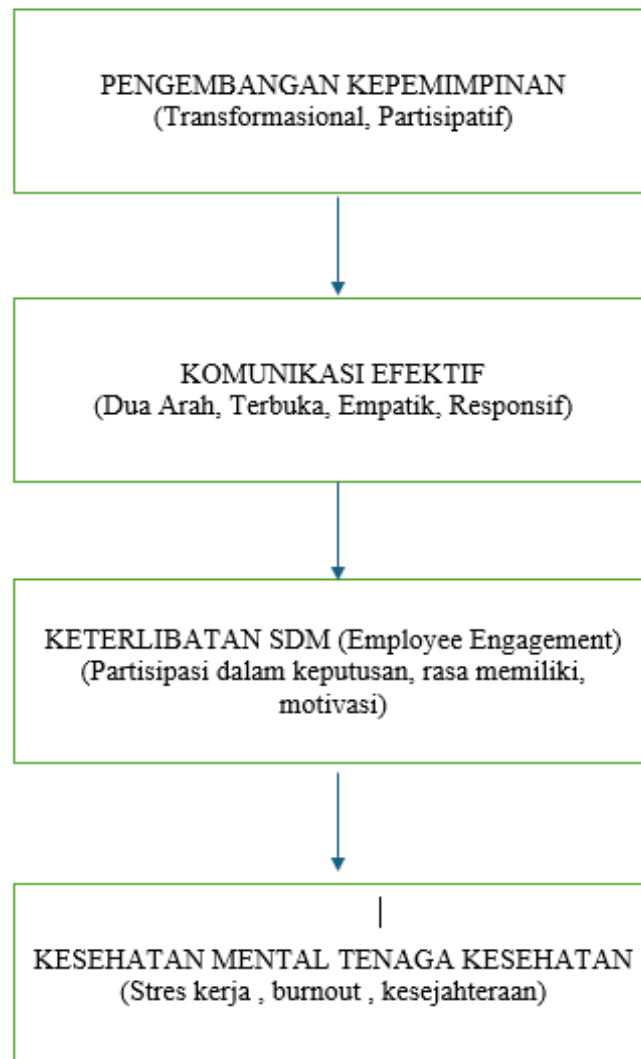 PENGEMBANGAN KEPEMIMPINAN
(Transformasional, Partisipatif)
KOMUNIKASI EFEKTIF
(Dua Arah, Terbuka, Empatik, Responsif)
KETERLIBATAN SDM (Employee Engagement)
(Partisipasi dalam keputusan, rasa memiliki,
motivasi)
KESEHATAN MENTAL TENAGA KESEHATAN
(Stres kerja , burnout , kesejahteraan)